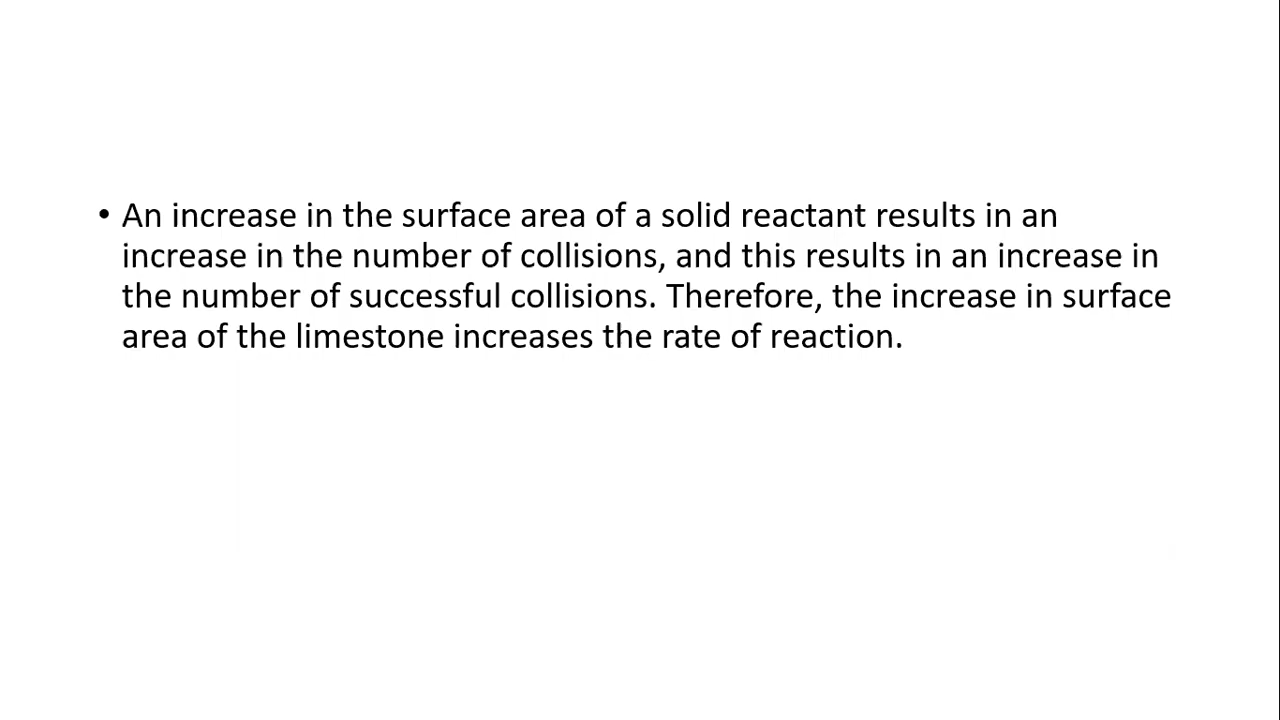 • An increase in the surface area of a solid reactant results in an
increase in the number of collisions, and this results in an increase in
the number of successful collisions. Therefore, the increase in surface
area of the limestone increases the rate of reaction.